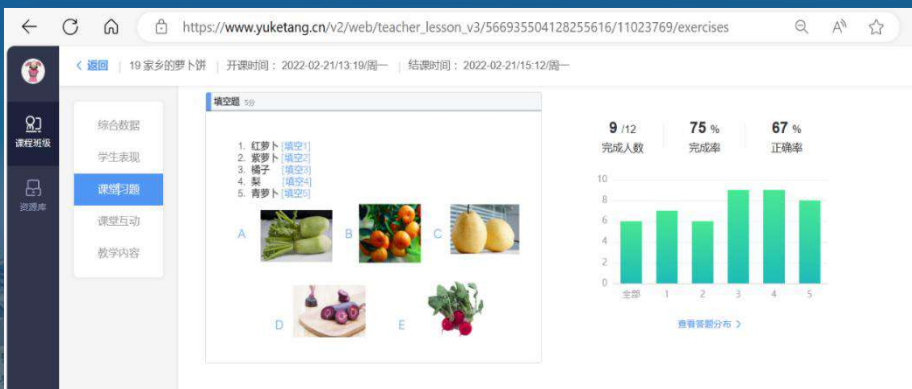 https://www.yuketang.cn/v2/web/teacher_lesson_v3/566935504128255616/11023769/exercises
返回 19 家乡的萝卜饼 开课时间： 2022-02-21/13:19/周一 结课时间： 2022-02-21/15:12/周一
课程班级
资源库
综合数据
学生表现
课堂习题
课堂互动
教学内容
填空题 5分
1. 红萝卜 [填空1]
2. 紫萝卜 [填空2]
3. 橘子 [填空3]
4. 梨 [填空4]
5. 青萝卜 [填空5]
A B C
D E
9 /12 75 % 67 %
完成人数 完成率 正确率
10
8
6
4
2
0
全部 1 2 3 4 5
查看答题分布 >